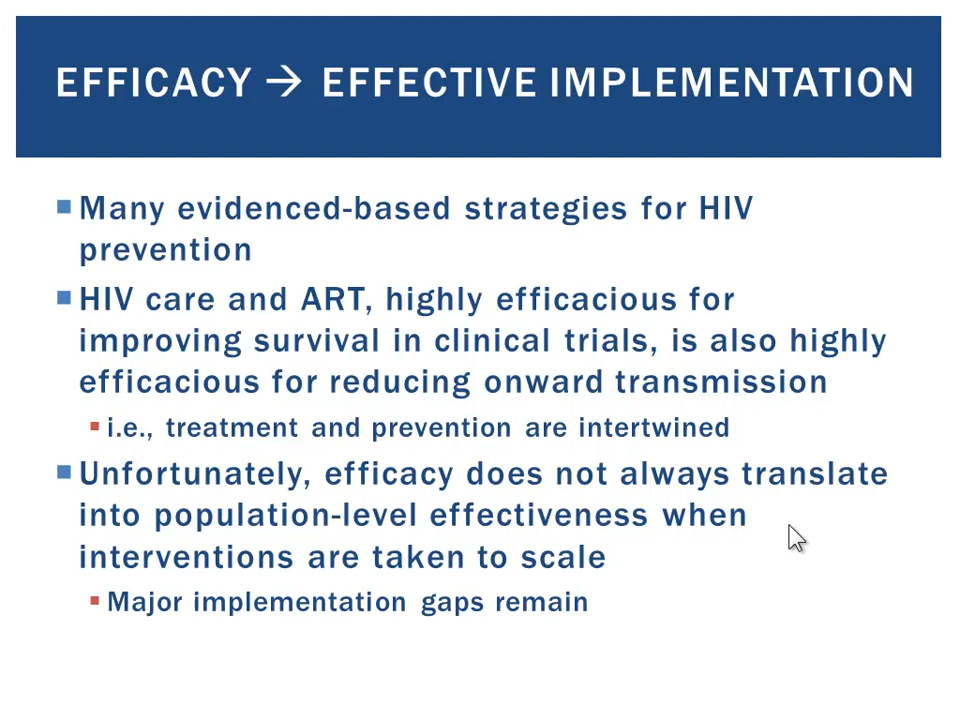 EFFICACY → EFFECTIVE IMPLEMENTATION
Many evidenced-based strategies for HIV
prevention
HIV care and ART, highly efficacious for
improving survival in clinical trials, is also highly
efficacious for reducing onward transmission
i.e., treatment and prevention are intertwined
Unfortunately, efficacy does not always translate
into population-level effectiveness when
interventions are taken to scale
Major implementation gaps remain